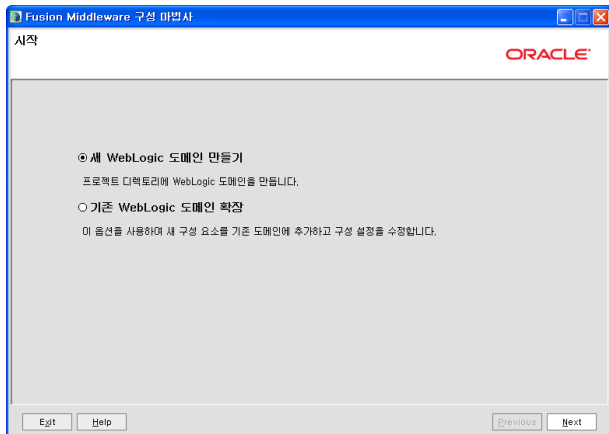 Fusion Middleware 구성 마법사
시작
ORACLE
새 WebLogic 도메인 만들기
프로젝트 디렉토리에 WebLogic 도메인을 만듭니다.
기존 WebLogic 도메인 확장
이 옵션을 사용하여 새 구성 요소를 기존 도메인에 추가하고 구성 설정을 수정합니다.
Exit Help Previous Next